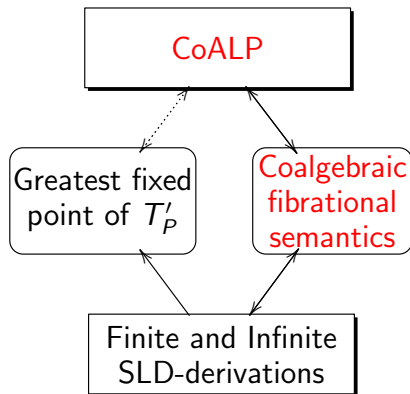 CoALP
Greatest fixed
point of T′_P
Coalgebraic
fibrational
semantics
Finite and Infinite
SLD-derivations